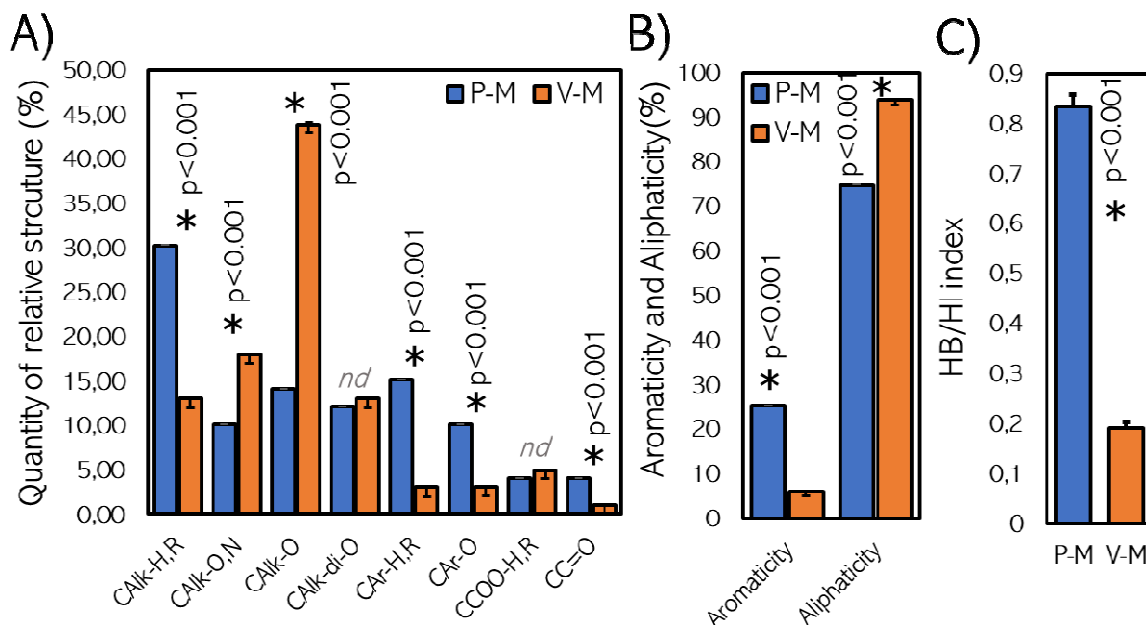 A)
Quantity of relative strcuture (%)
50,00
45,00
40,00
35,00
30,00
25,00
20,00
15,00
10,00
5,00
0,00
P-M V-M
* p<0.001
* p<0.001
* p<0.001
nd
* p<0.001
* p<0.001
nd
* p<0.001
CAlk-H,R
CAlk-O,N
CAlk-O
CAlk-di-O
CAr-H,R
CAr-O
CCOO-H,R
CC=O
B)
Aromaticity and Aliphaticity(%)
100
90
80
70
60
50
40
30
20
10
0
P-M
V-M
* p<0.001
p<0.001 *
Aromaticity
Aliphaticity
C)
HB/HI index
0,9
0,8
0,7
0,6
0,5
0,4
0,3
0,2
0,1
0
* p<0.001
P-M V-M